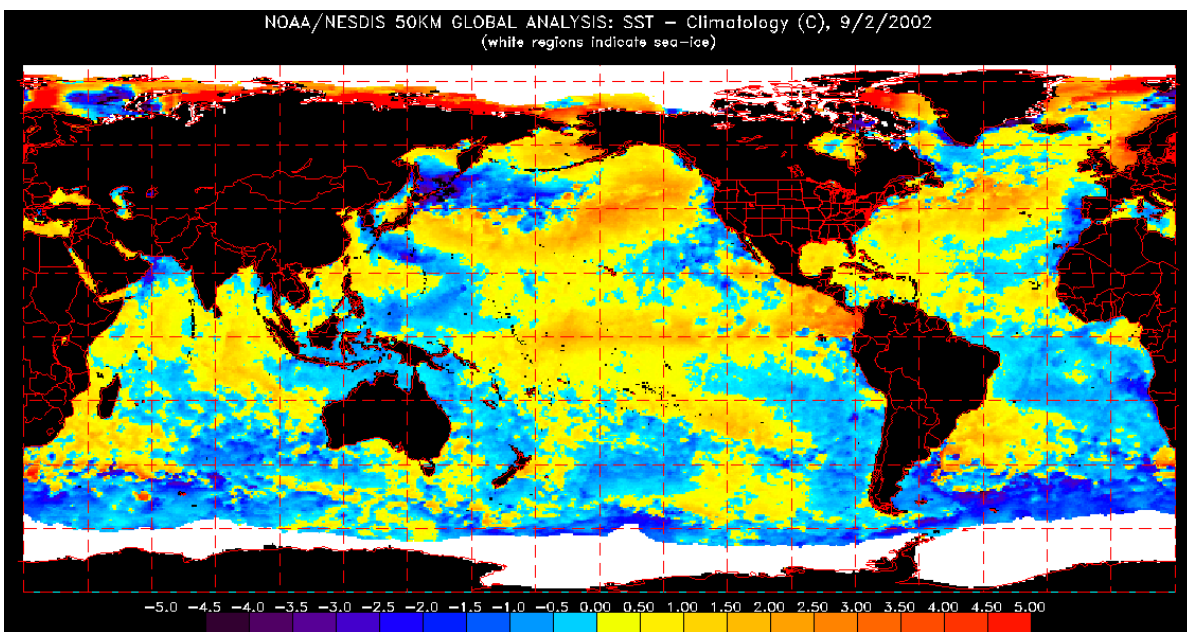 NOAA/NESDIS 50KM GLOBAL ANALYSIS: SST - Climatology (C), 9/2/2002
(white regions indicate sea-ice)
-5.0 -4.5 -4.0 -3.5 -3.0 -2.5 -2.0 -1.5 -1.0 -0.5 0.00 0.50 1.00 1.50 2.00 2.50 3.00 3.50 4.00 4.50 5.00